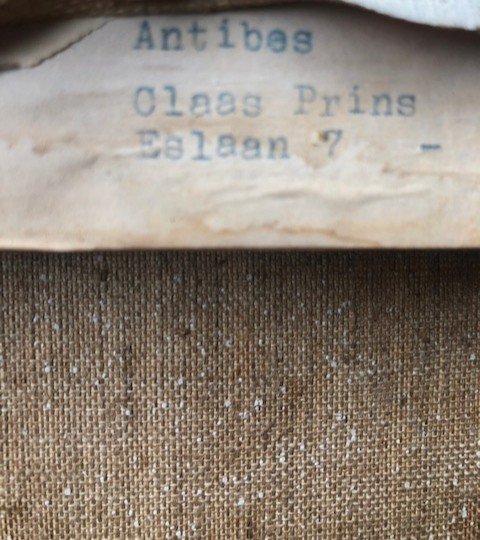 Antibes
Claas Prins
Eslaan 7 -